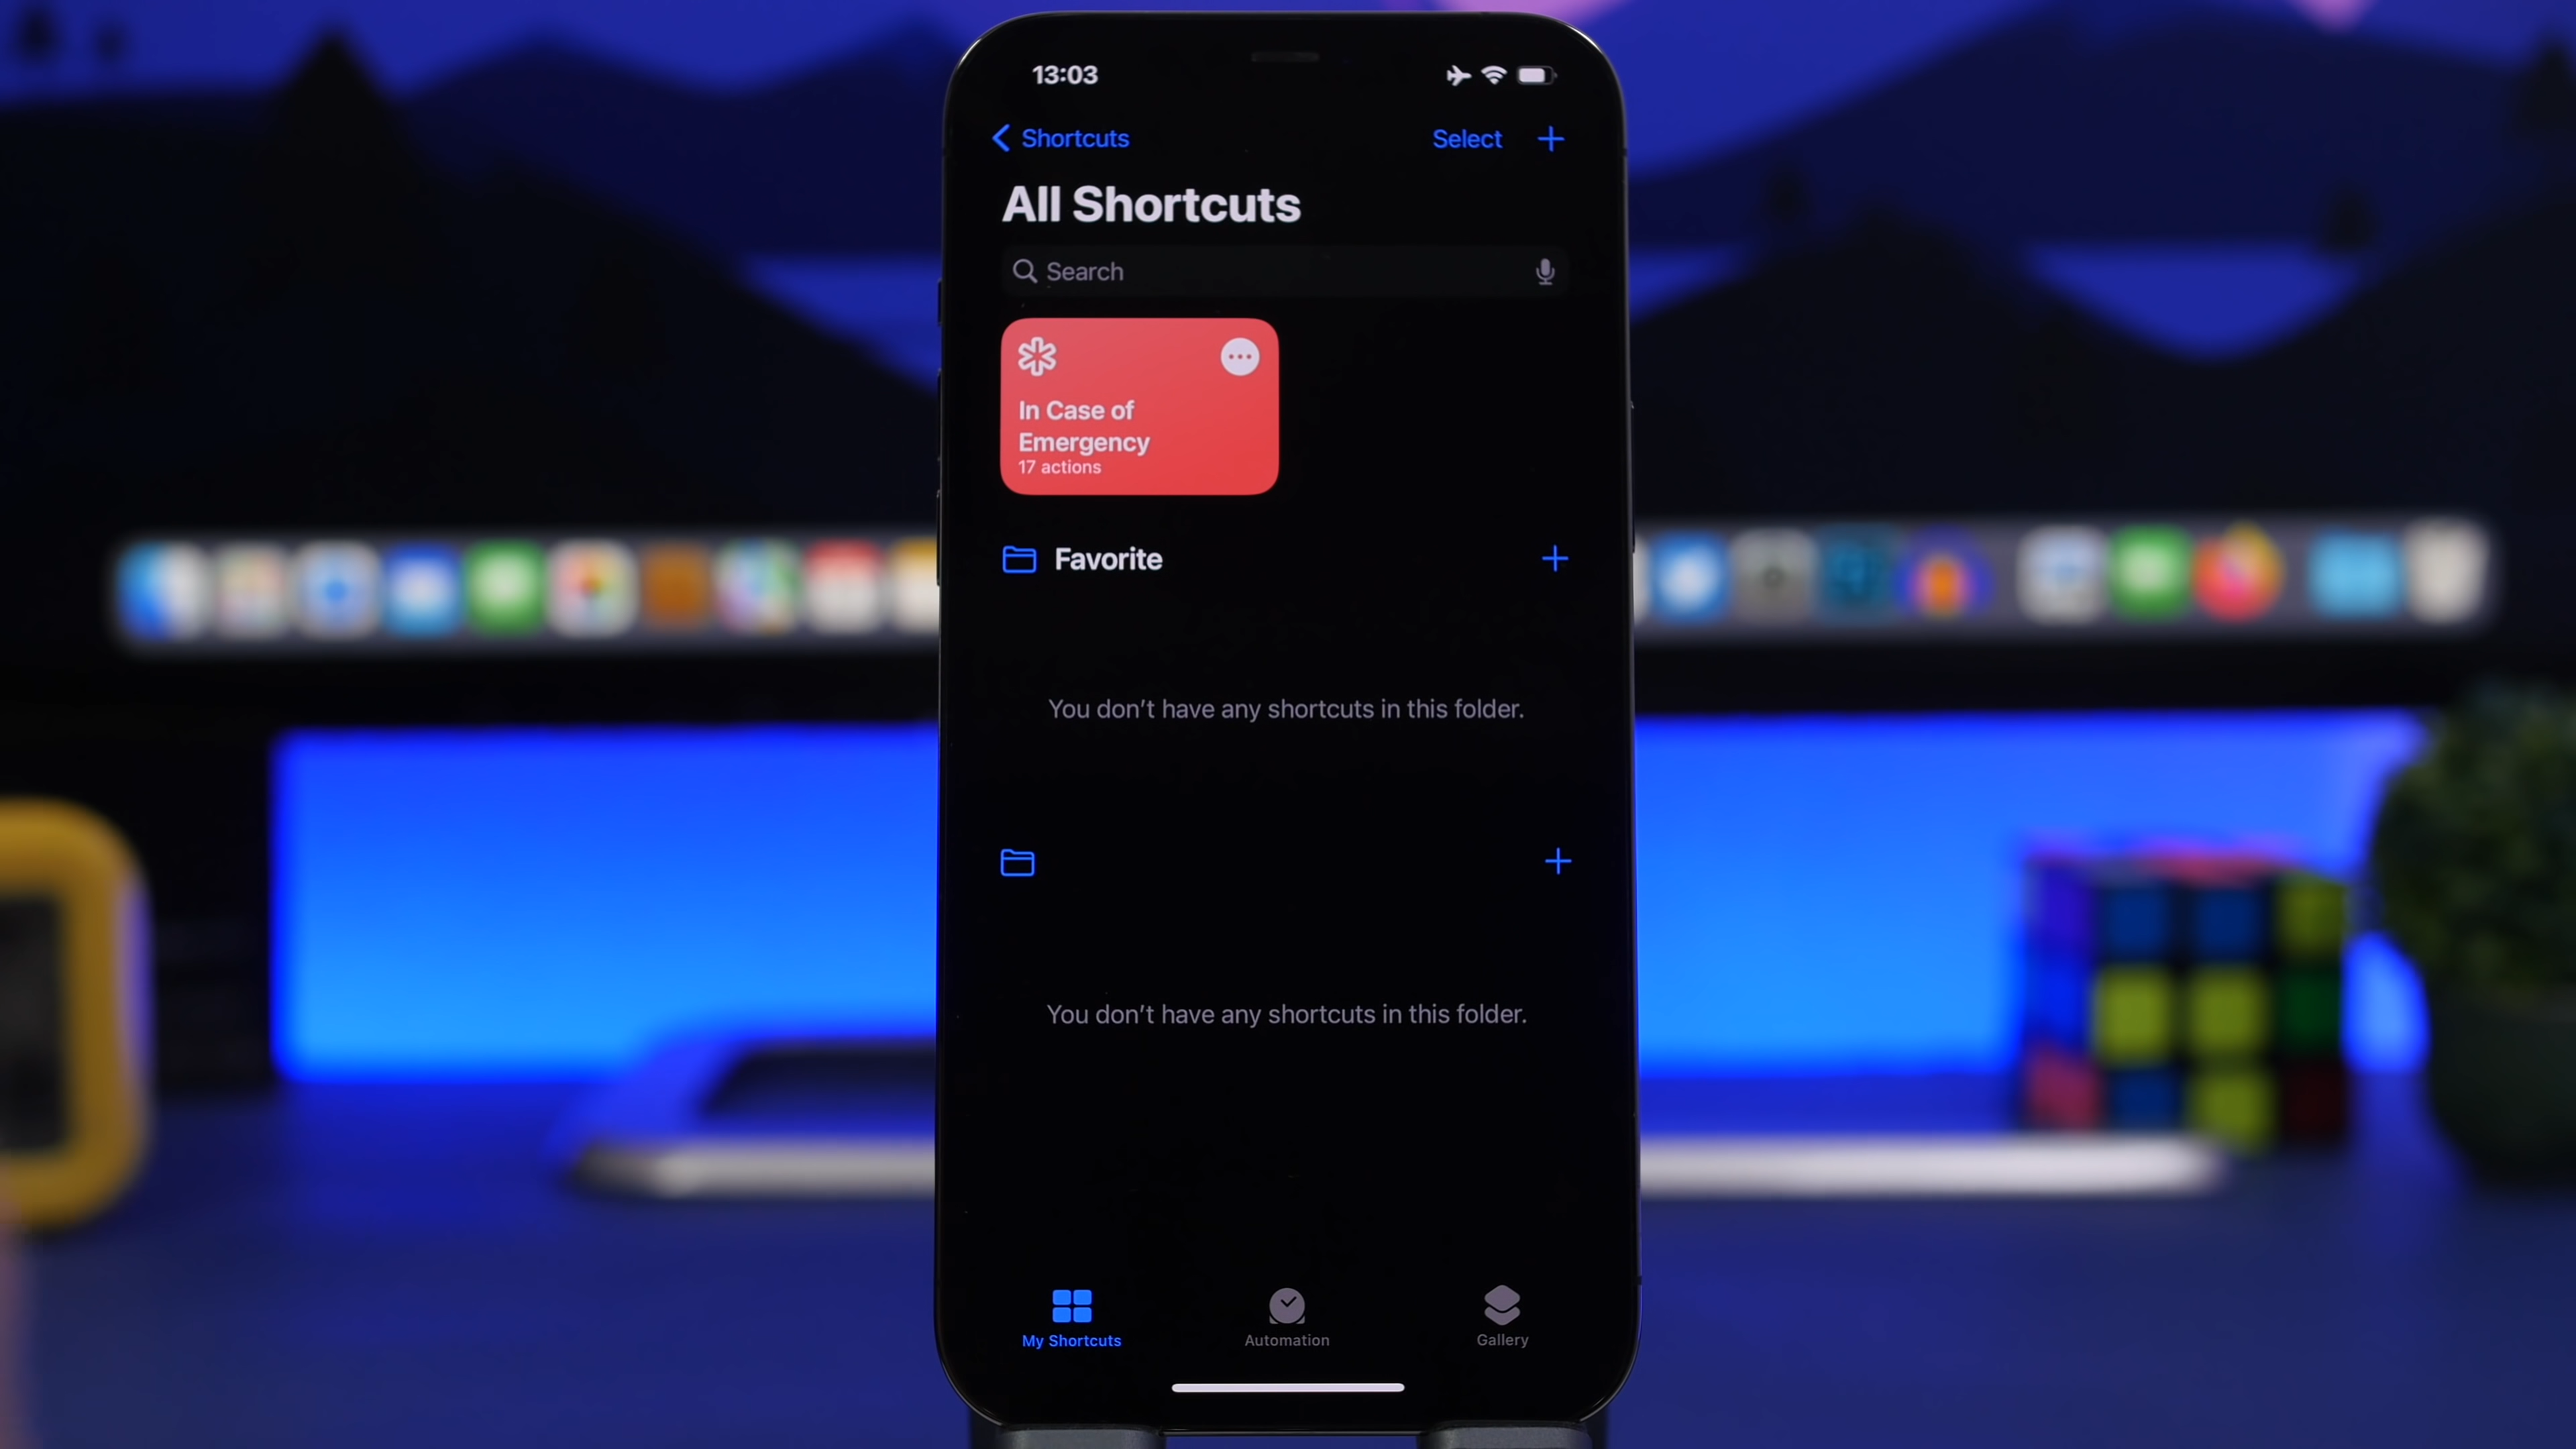 13:03
Shortcuts
Select
All Shortcuts
Search
In Case of
Emergency
17 actions
Favorite
You don't have any shortcuts in this folder.
You don't have any shortcuts in this folder.
My Shortcuts
Automation
Gallery